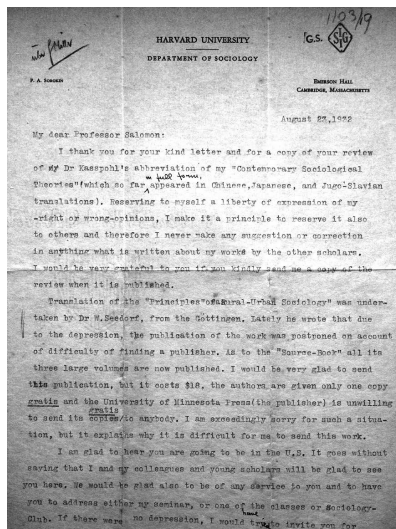 1103/9
HARVARD UNIVERSITY
G.S.
DEPARTMENT OF SOCIOLOGY
P. A. SOROKIN
EMERSON HALL
CAMBRIDGE, MASSACHUSETTS
August 23,1932
My dear Professor Salomon:
I thank you for your kind letter and for a copy of your review
of my Dr Kasspohl's abbreviation of my "Contemporary Sociological
in full form,
Theories"(which so far appeared in Chinese,Japanese, and Jugo-Slavian
translations). Reserving to myself a liberty of expression of my
-right or wrong-opinions, I make it a principle to reserve it also
to others and therefore I never make any suggestion or correction
in anything what is written about my works by the other scholars.
I would be very grateful to you if you kindly send me a copy of the
review when it is published.
Translation of the "Principles"of Rural-Urban Sociology" was under-
taken by Dr W.Seedorf, from the Gottingen. Lately he wrote that due
to the depression, the publication of the work was postponed on account
of difficulty of finding a publisher. As to the "Source-Book" all its
three large volumes are now published. I would be very glad to send
this publication, but it costs $18, the authors are given only one copy
gratis and the University of Minnesota Press(the publisher) is unwilling
gratis
to send its copies/to anybody. I am exceedingly sorry for such a situa-
tion, but it explains why it is difficult for me to send this work.
I am glad to hear you are going to be in the U.S. It goes without
saying that I and my colleagues and young scholars will be glad to see
you here. We would be glad also to be of any service to you and to have
you to address either my seminar, or one of the classes or Sociology-
Club. If there were no depression, I would try to invite you for